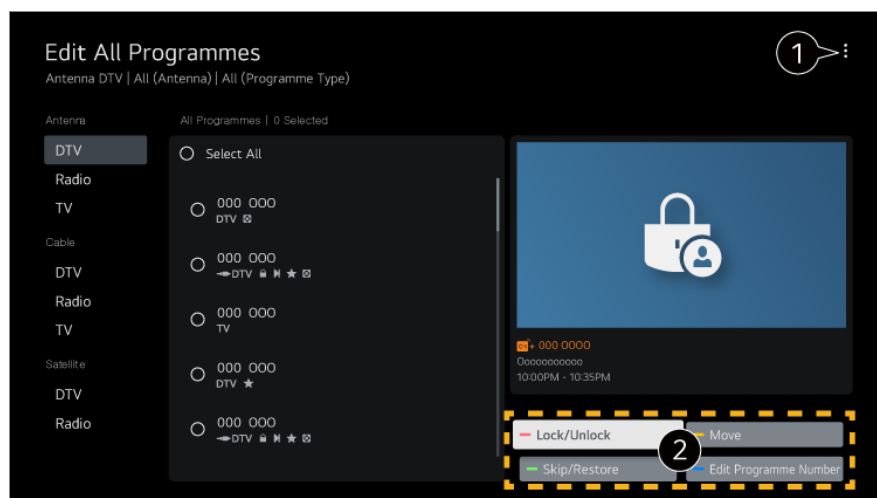 Edit All Programmes
Antenna DTV | All (Antenna) | All (Programme Type)
1
Antenna
All Programmes | 0 Selected
DTV
Radio
TV
Cable
DTV
Radio
TV
Satellite
DTV
Radio
Select All
000 000
DTV
000 000
DTV
000 000
TV
000 000
DTV
000 000
DTV
000 0000
Ooooooooooo
10:00PM - 10:35PM
Lock/Unlock
Move
2
Skip/Restore
Edit Programme Number